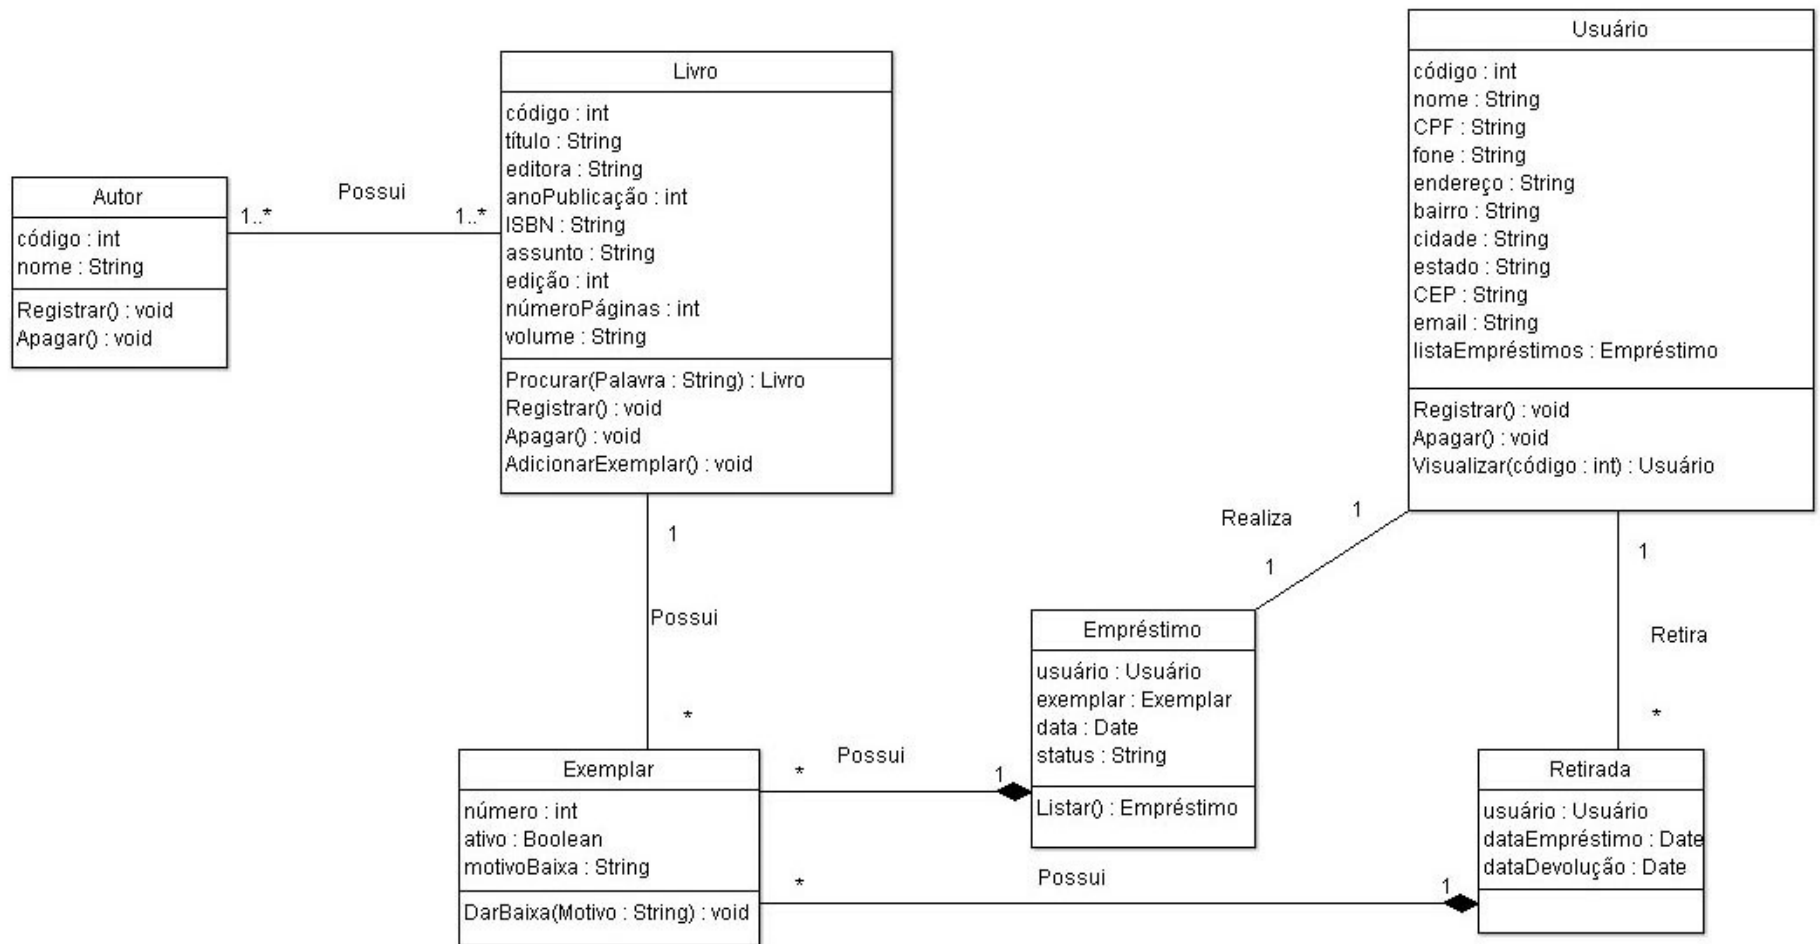 Autor
código : int
nome : String
Registrar() : void
Apagar() : void
1..*
Possui
1..*
Livro
código : int
título : String
editora : String
anoPublicação : int
ISBN : String
assunto : String
edição : int
númeroPáginas : int
volume : String
Procurar(Palavra : String) : Livro
Registrar() : void
Apagar() : void
AdicionarExemplar() : void
1
Possui
*
Usuário
código : int
nome : String
CPF : String
fone : String
endereço : String
bairro : String
cidade : String
estado : String
CEP : String
email : String
listaEmpréstimos : Empréstimo
Registrar() : void
Apagar() : void
Visualizar(código : int) : Usuário
Realiza
1
1
1
Retira
*
Empréstimo
usuário : Usuário
exemplar : Exemplar
data : Date
status : String
Listar() : Empréstimo
Exemplar
número : int
ativo : Boolean
motivoBaixa : String
DarBaixa(Motivo : String) : void
*
Possui
1
*
Possui
1
Retirada
usuário : Usuário
dataEmpréstimo : Date
dataDevolução : Date